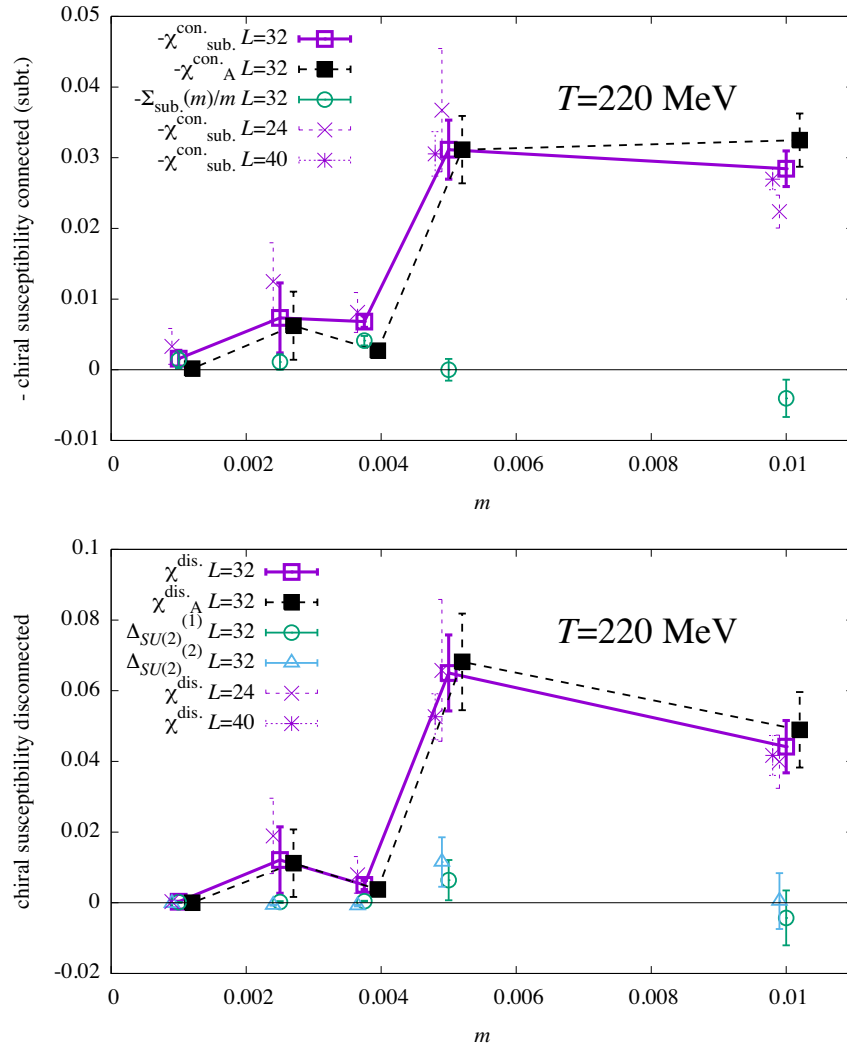 0.05
0.04
0.03
0.02
0.01
0
-0.01
- chiral susceptibility connected (subt.)
-χ^con._sub. L=32
-χ^con._A L=32
-Σ_sub.(m)/m L=32
-χ^con._sub. L=24
-χ^con._sub. L=40
T=220 MeV
0 0.002 0.004 0.006 0.008 0.01
m
0.1
0.08
0.06
0.04
0.02
0
-0.02
chiral susceptibility disconnected
χ^dis. L=32
χ^dis._A L=32
Δ_SU(2)^(1) L=32
Δ_SU(2)^(2) L=32
χ^dis. L=24
χ^dis. L=40
T=220 MeV
0 0.002 0.004 0.006 0.008 0.01
m